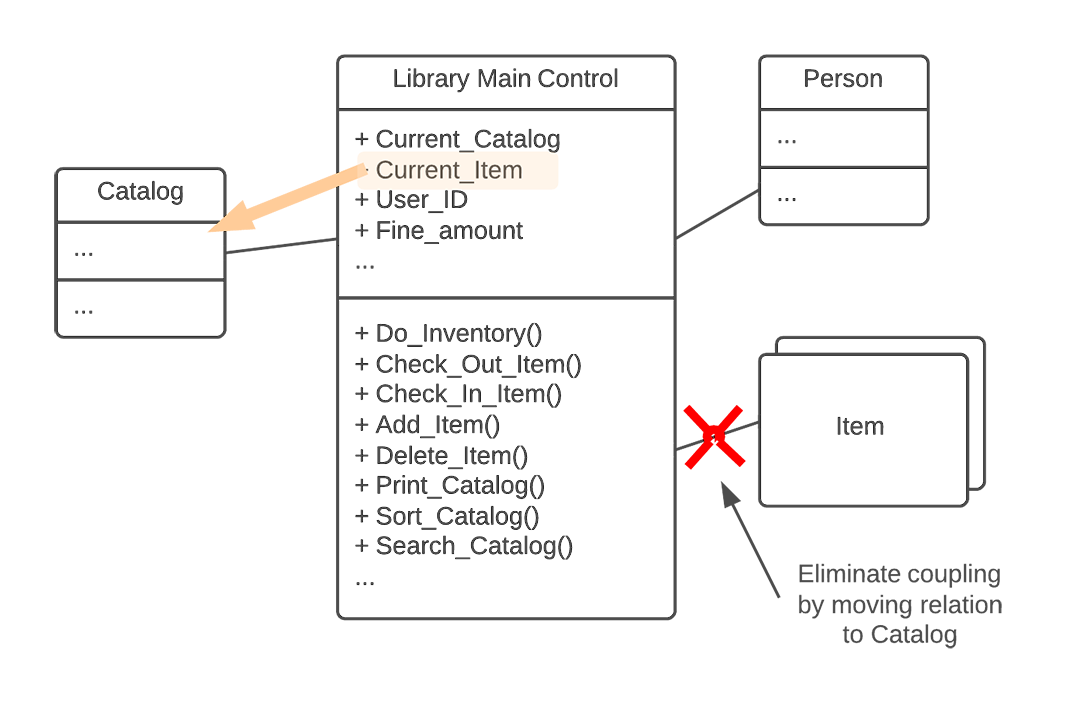 Library Main Control
+ Current_Catalog
- Current_Item
+ User_ID
+ Fine_amount
...
+ Do_Inventory()
+ Check_Out_Item()
+ Check_In_Item()
+ Add_Item()
+ Delete_Item()
+ Print_Catalog()
+ Sort_Catalog()
+ Search_Catalog()
...
Catalog
...
...
Person
...
...
Item
Eliminate coupling
by moving relation
to Catalog